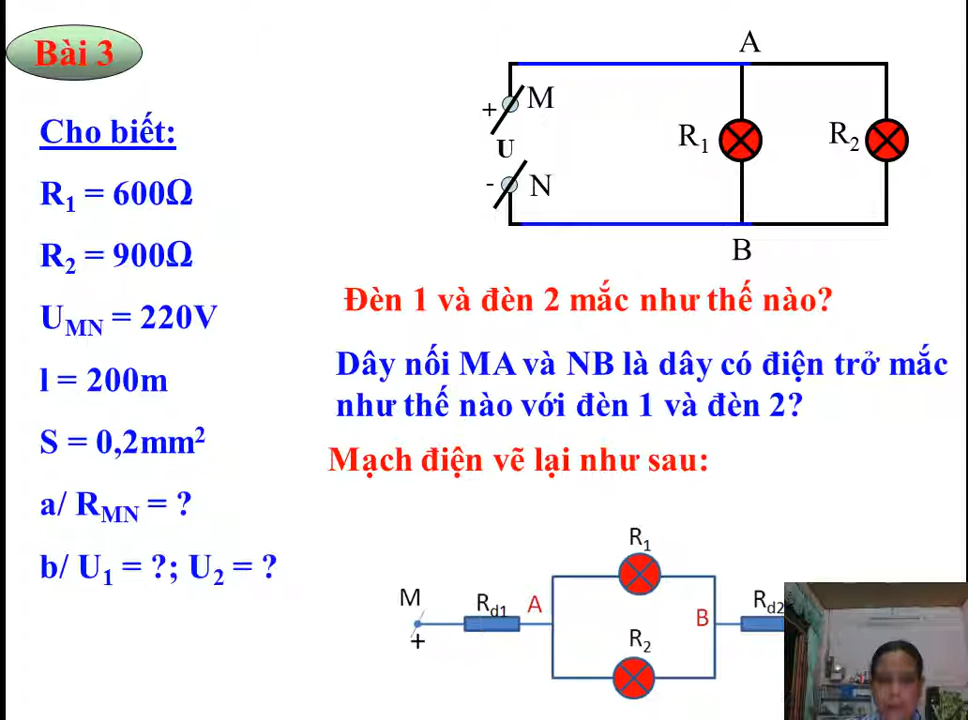 Bài 3
Cho biết:
R₁ = 600Ω
R₂ = 900Ω
U_MN = 220V
l = 200m
S = 0,2mm²
a/ R_MN = ?
b/ U₁ = ?; U₂ = ?
A
+ M
U
- N
R₁
R₂
B
Đèn 1 và đèn 2 mắc như thế nào?
Dây nối MA và NB là dây có điện trở mắc
như thế nào với đèn 1 và đèn 2?
Mạch điện vẽ lại như sau:
R₁
M
R_d1
A
B
R_d2
+
R₂